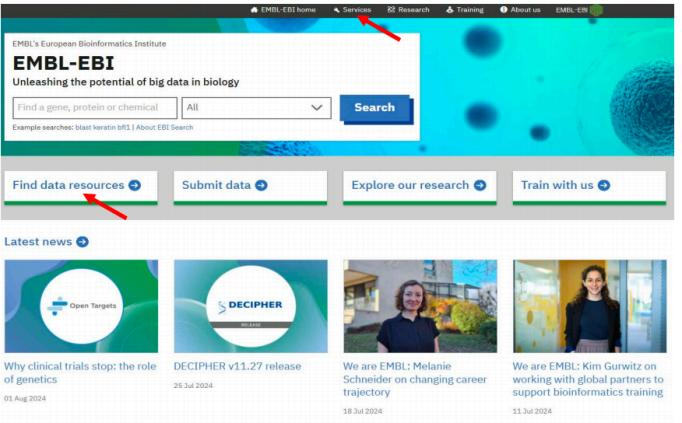 EMBL-EBI home Services Research Training About us EMBL-EBI
EMBL's European Bioinformatics Institute
EMBL-EBI
Unleashing the potential of big data in biology
Find a gene, protein or chemical All Search
Example searches: blast keratin bfl1 | About EBI Search
Find data resources Submit data Explore our research Train with us
Latest news
Open Targets
DECIPHER
RELEASE
Why clinical trials stop: the role
of genetics
01 Aug 2024
DECIPHER v11.27 release
25 Jul 2024
We are EMBL: Melanie
Schneider on changing career
trajectory
18 Jul 2024
We are EMBL: Kim Gurwitz on
working with global partners to
support bioinformatics training
11 Jul 2024